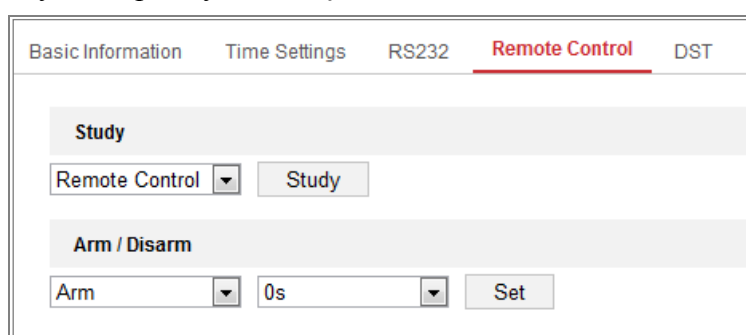 Basic Information Time Settings RS232 Remote Control DST
Study
Remote Control Study
Arm / Disarm
Arm 0s Set